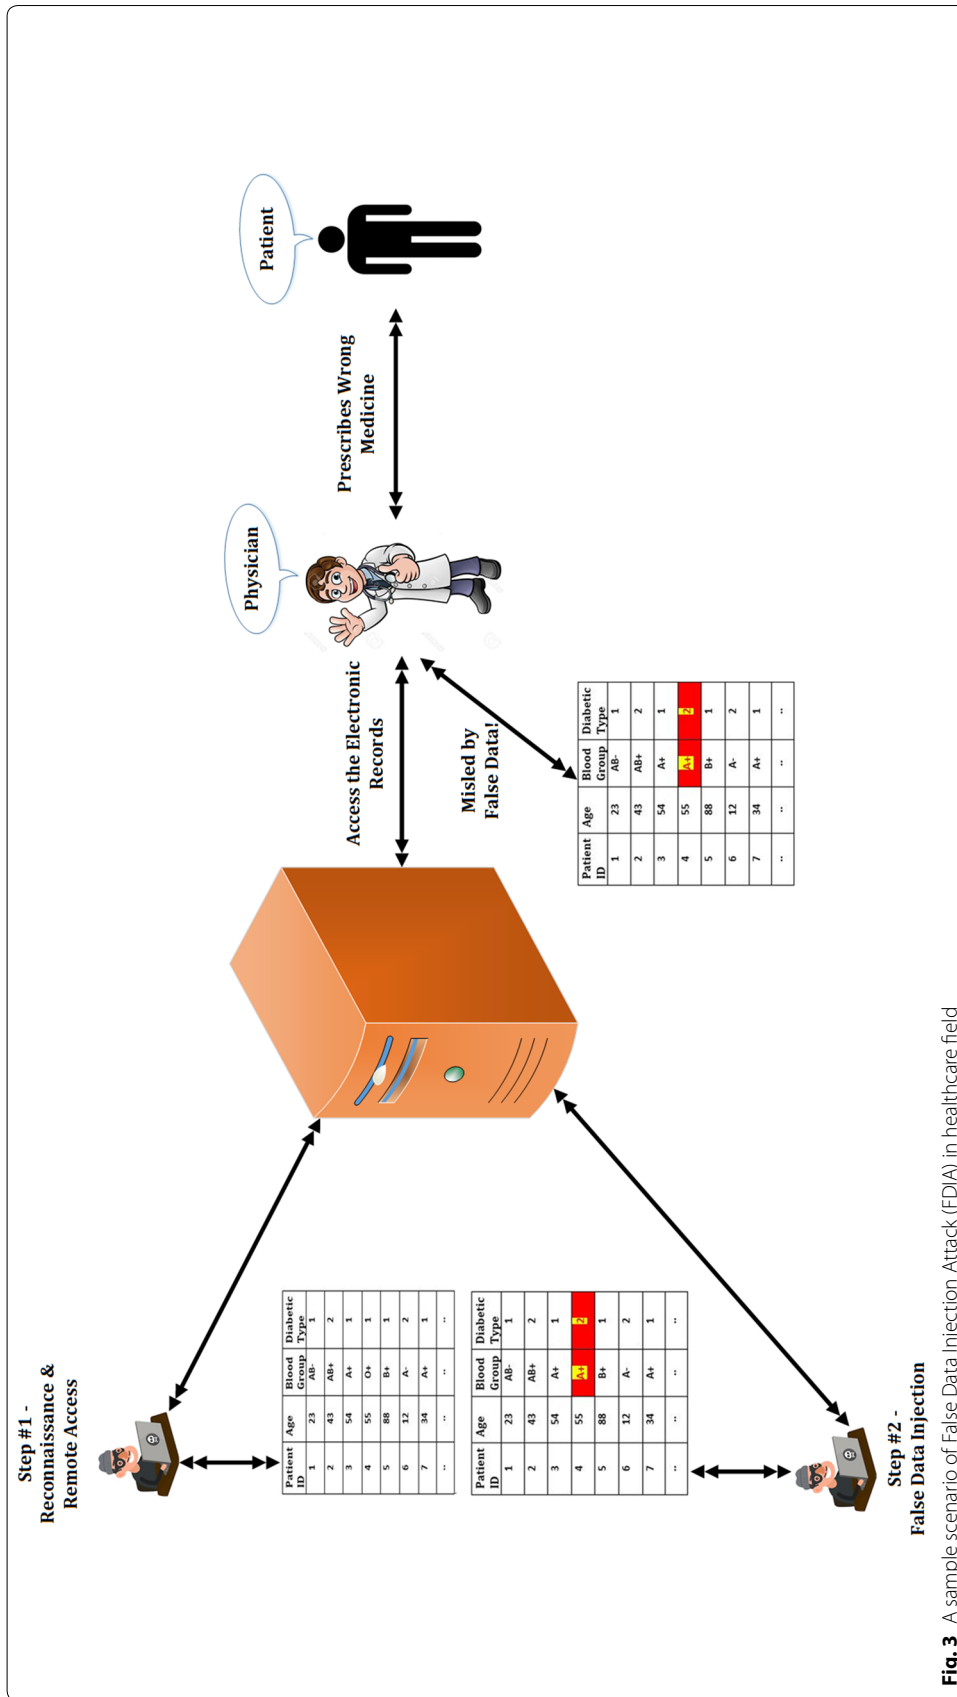 Step #1 -
Reconnaissance &
Remote Access
Patient ID Age Blood Group Diabetic Type
1 23 AB- 1
2 43 AB+ 2
3 54 A+ 1
4 55 O+ 1
5 88 B+ 1
6 12 A- 2
7 34 A+ 1
.. .. .. ..
Patient ID Age Blood Group Diabetic Type
1 23 AB- 1
2 43 AB+ 2
3 54 A+ 1
4 55 A+ 2
5 88 B+ 1
6 12 A- 2
7 34 A+ 1
.. .. .. ..
Step #2 -
False Data Injection
Access the Electronic
Records
Misled by
False Data!
Patient ID Age Blood Group Diabetic Type
1 23 AB- 1
2 43 AB+ 2
3 54 A+ 1
4 55 A+ 2
5 88 B+ 1
6 12 A- 2
7 34 A+ 1
.. .. .. ..
Physician
Prescribes Wrong
Medicine
Patient
Fig. 3 A sample scenario of False Data Injection Attack (FDIA) in healthcare field